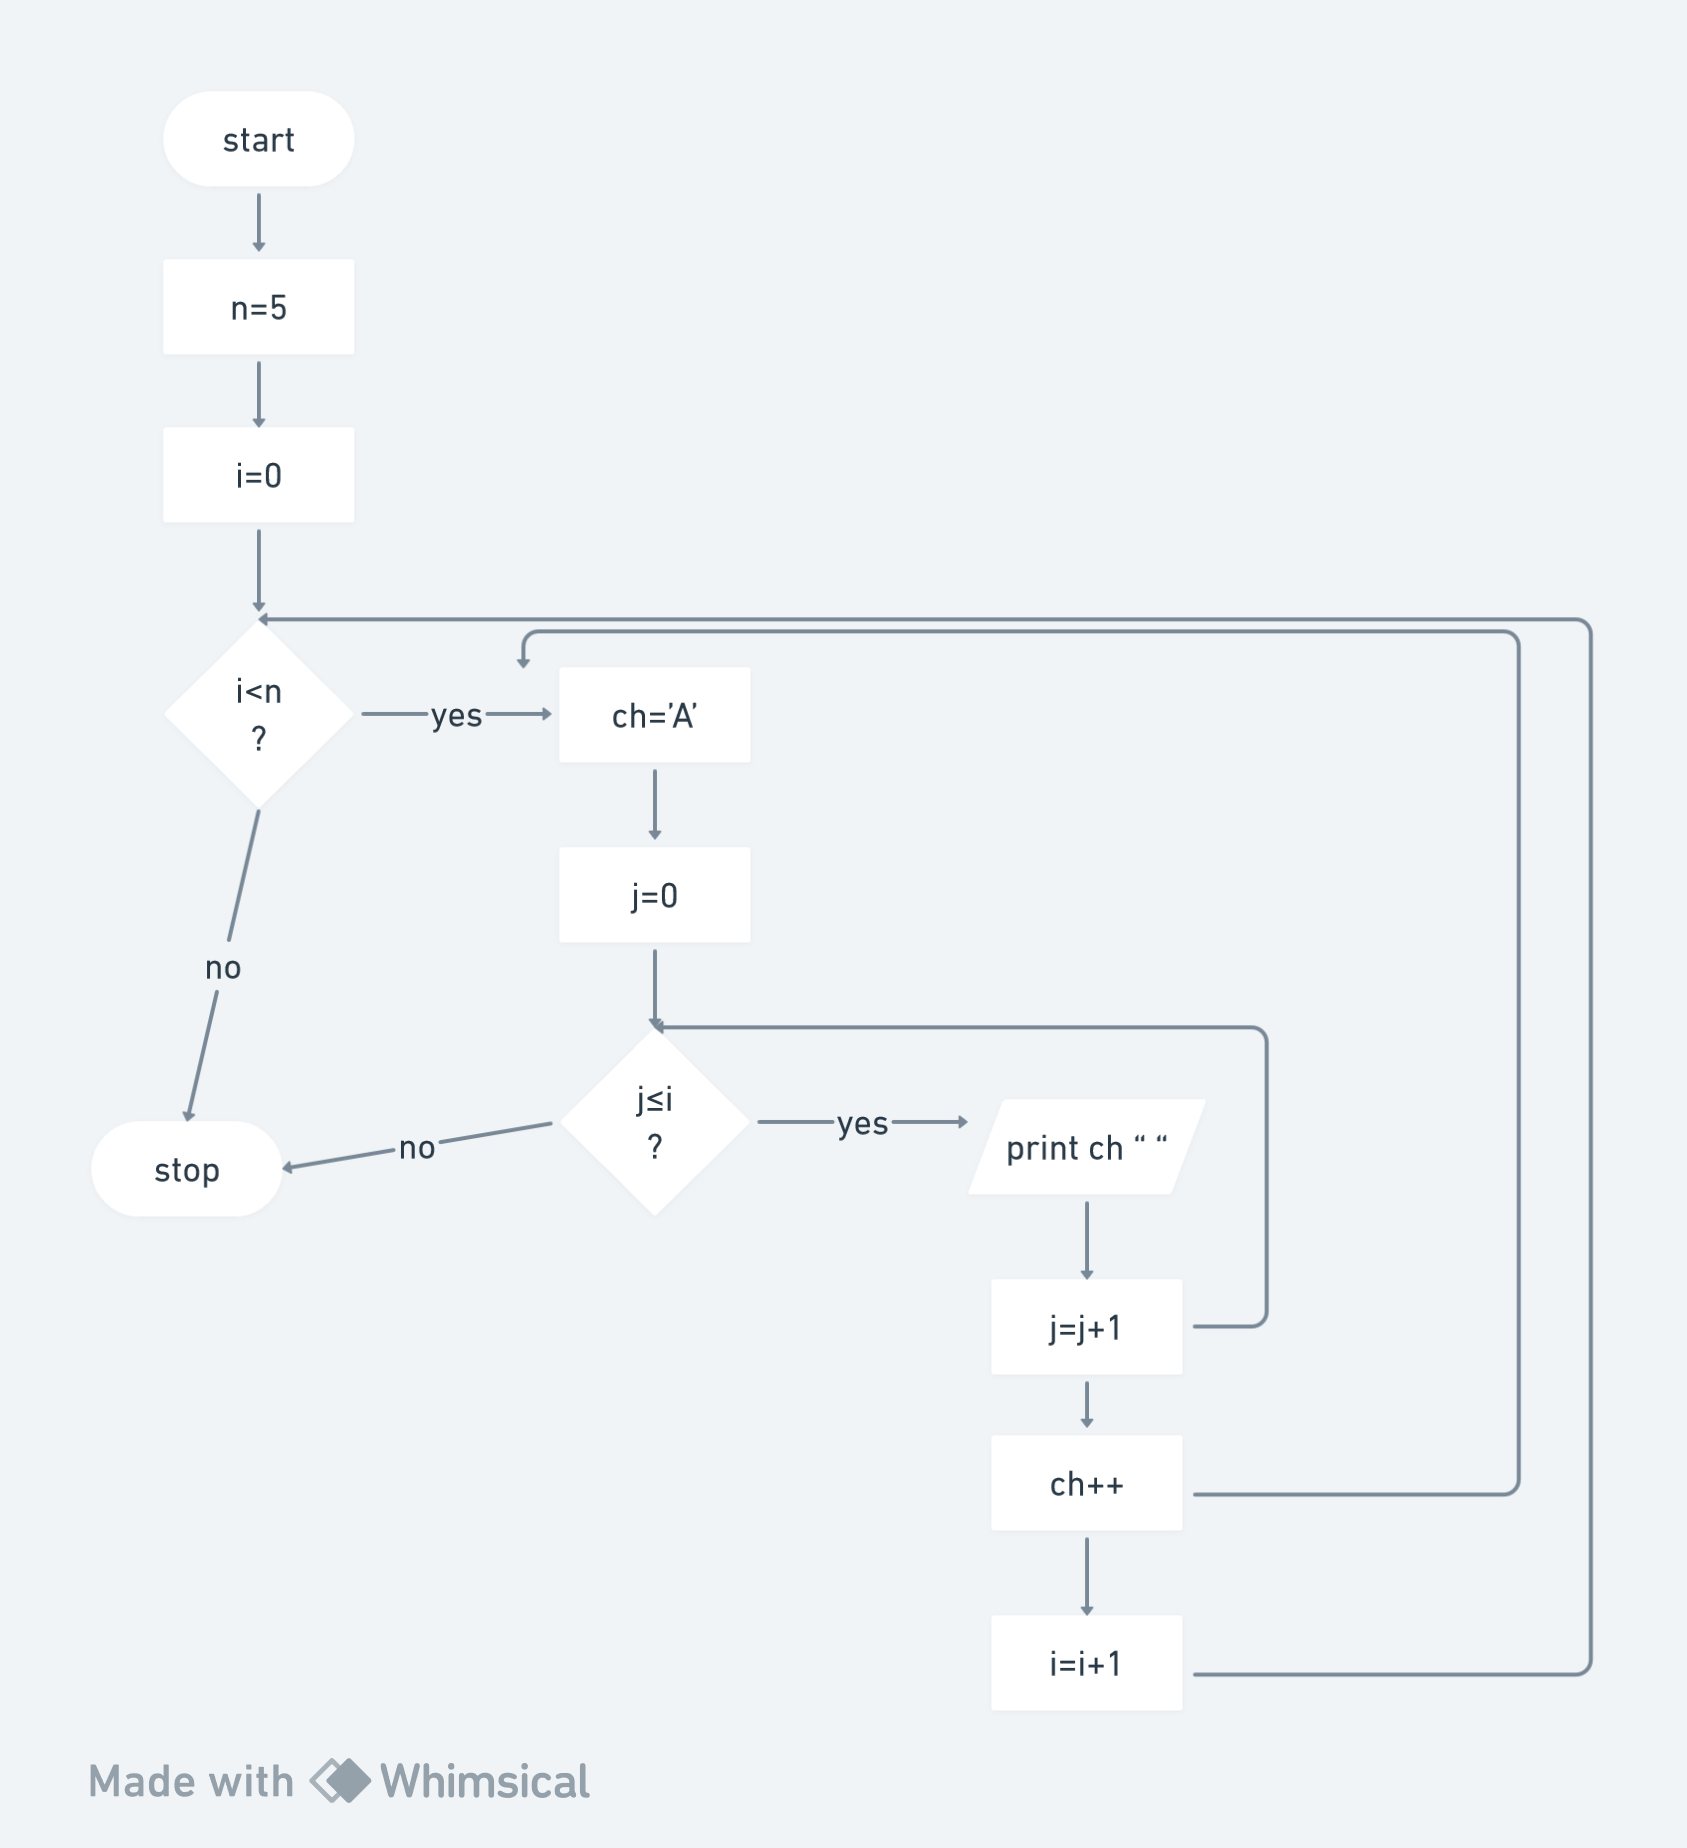 start
n=5
i=0
i<n
?
yes
ch=’A’
j=0
no
j≤i
?
yes
print ch “ “
no
stop
j=j+1
ch++
i=i+1
Made with Whimsical